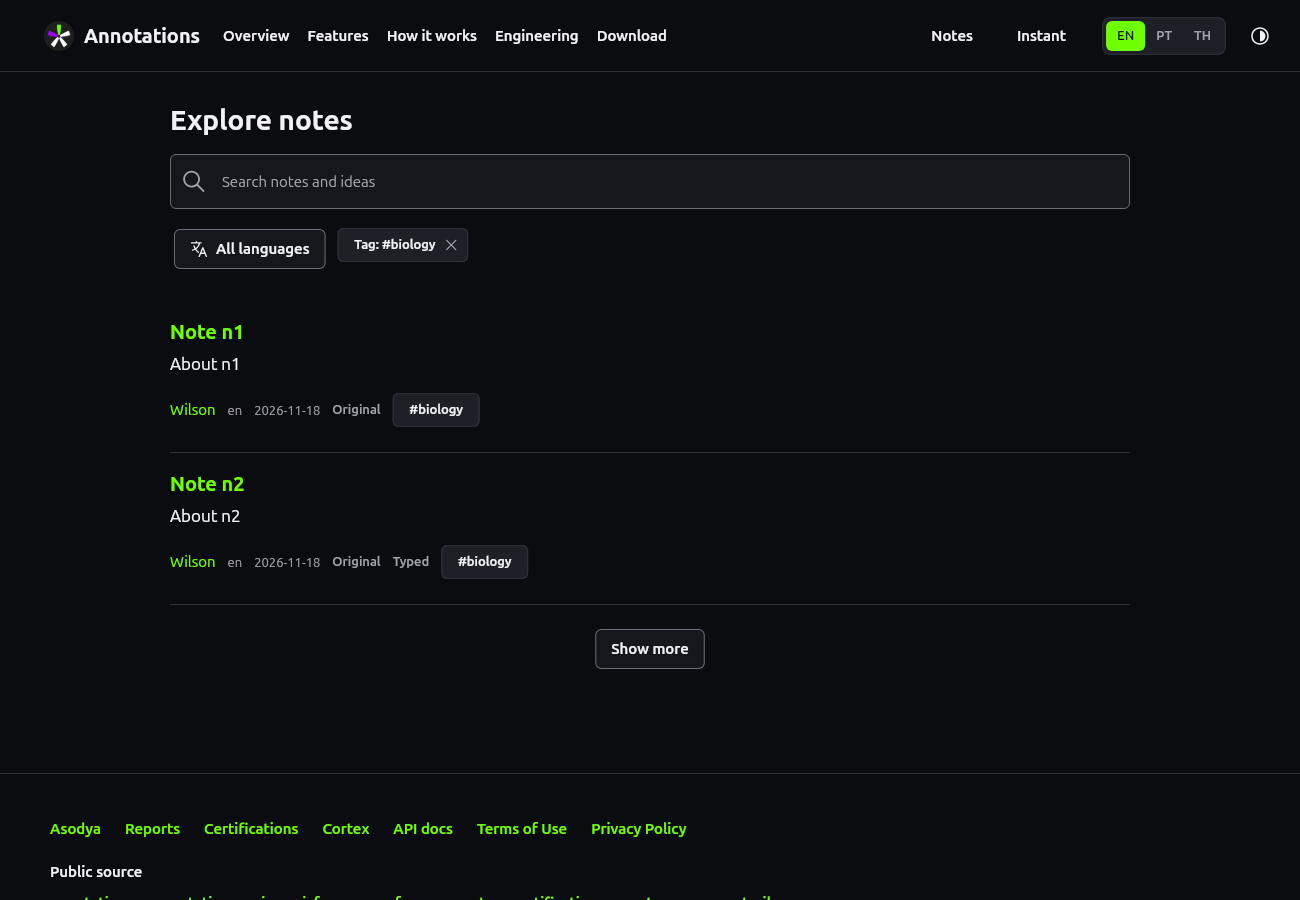 Annotations Overview Features How it works Engineering Download Notes Instant EN PT TH
Explore notes
Search notes and ideas
All languages Tag: #biology
Note n1
About n1
Wilson en 2026-11-18 Original #biology
Note n2
About n2
Wilson en 2026-11-18 Original Typed #biology
Show more
Asodya Reports Certifications Cortex API docs Terms of Use Privacy Policy
Public source